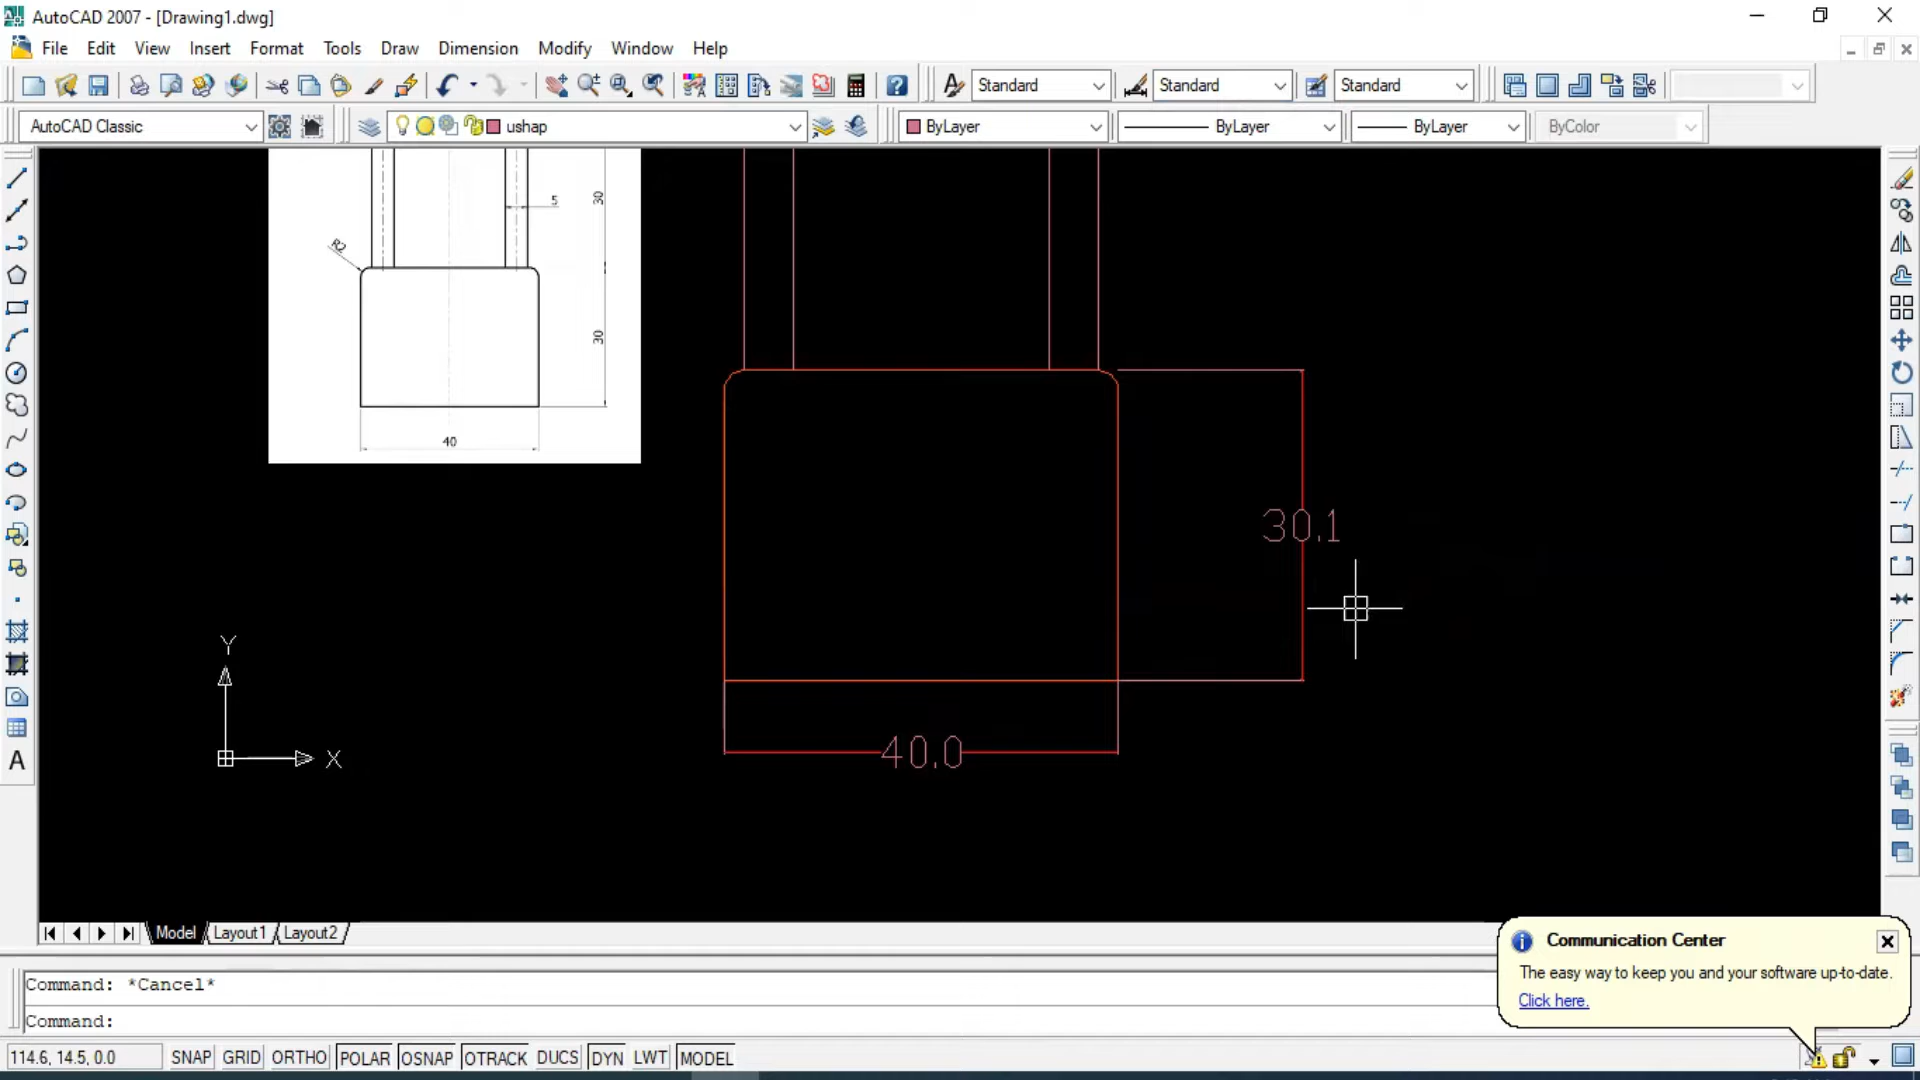 AutoCAD 2007 - [Drawing1.dwg]
File Edit View Insert Format Tools Draw Dimension Modify Window Help
Standard Standard Standard
AutoCAD Classic ushap ByLayer ByLayer ByLayer ByColor
30
5
R2
30
40
30.1
40.0
Y
X
A
Model Layout1 Layout2
Communication Center
The easy way to keep you and your software up-to-date.
Click here.
Command: *Cancel*
Command:
114.6, 14.5, 0.0 SNAP GRID ORTHO POLAR OSNAP OTRACK DUCS DYN LWT MODEL